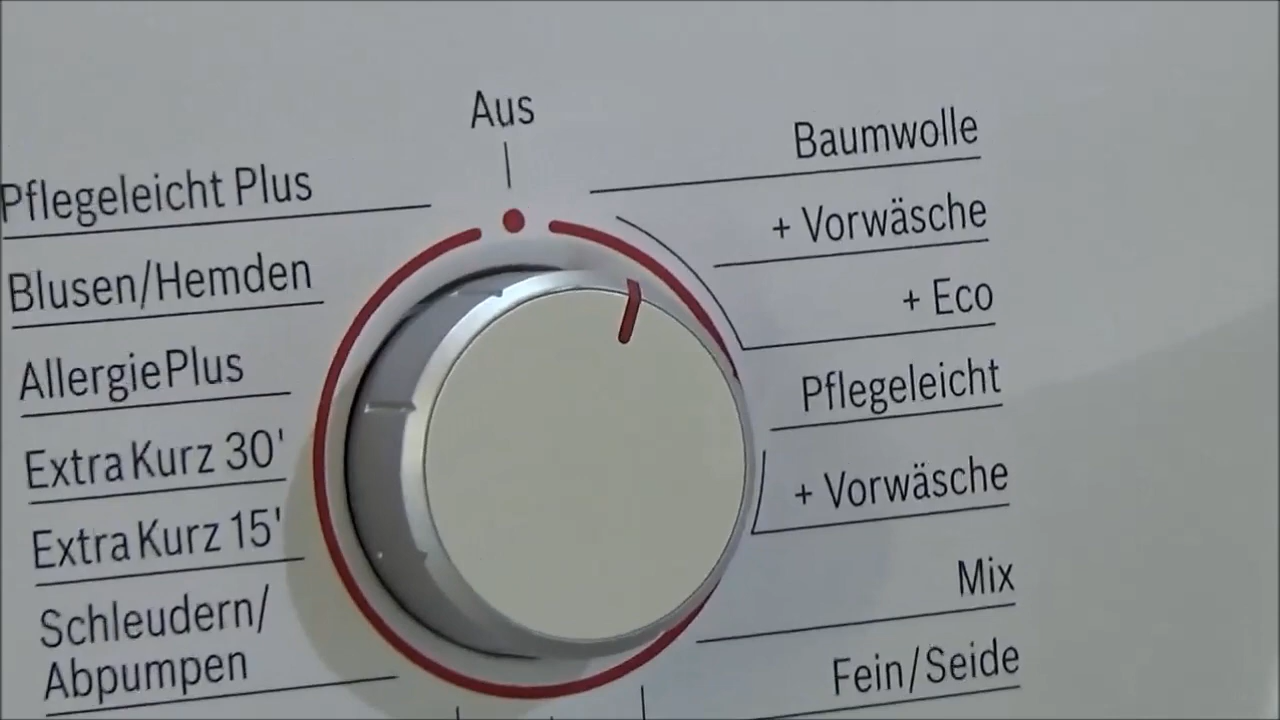 Aus
Pflegeleicht Plus
Blusen/Hemden
AllergiePlus
Extra Kurz 30'
Extra Kurz 15'
Schleudern/
Abpumpen
Baumwolle
+ Vorwäsche
+ Eco
Pflegeleicht
+ Vorwäsche
Mix
Fein/Seide